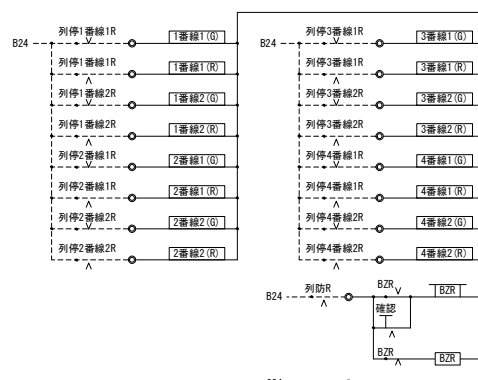 列停1番線1R
B24 1番線1(G)
列停1番線1R
1番線1(R)
列停1番線2R
1番線2(G)
列停1番線2R
1番線2(R)
列停2番線1R
2番線1(G)
列停2番線1R
2番線1(R)
列停2番線2R
2番線2(G)
列停2番線2R
2番線2(R)
列停3番線1R
B24 3番線1(G)
列停3番線1R
3番線1(R)
列停3番線2R
3番線2(G)
列停3番線2R
3番線2(R)
列停4番線1R
4番線1(G)
列停4番線1R
4番線1(R)
列停4番線2R
4番線2(G)
列停4番線2R
4番線2(R)
列防R BZR
B24 BZR
確認
BZR
BZR